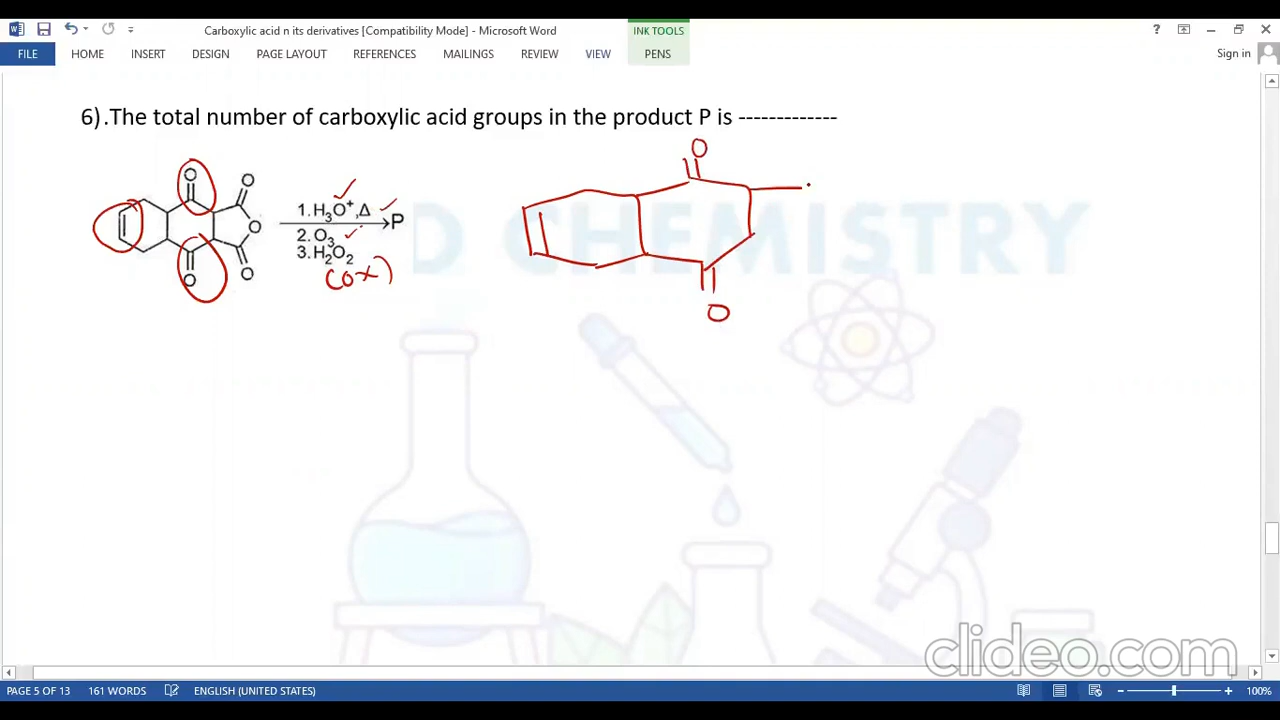 Carboxylic acid n its derivatives [Compatibility Mode] - Microsoft Word
INK TOOLS
?
FILE HOME INSERT DESIGN PAGE LAYOUT REFERENCES MAILINGS REVIEW VIEW PENS
Sign in
6).The total number of carboxylic acid groups in the product P is -------------
O
O O
1.H₃O⁺,Δ
O P
2.O₃
3.H₂O₂
O O
(ox)
O
D CHEMISTRY
clideo.com
PAGE 5 OF 13 161 WORDS ENGLISH (UNITED STATES) 100%